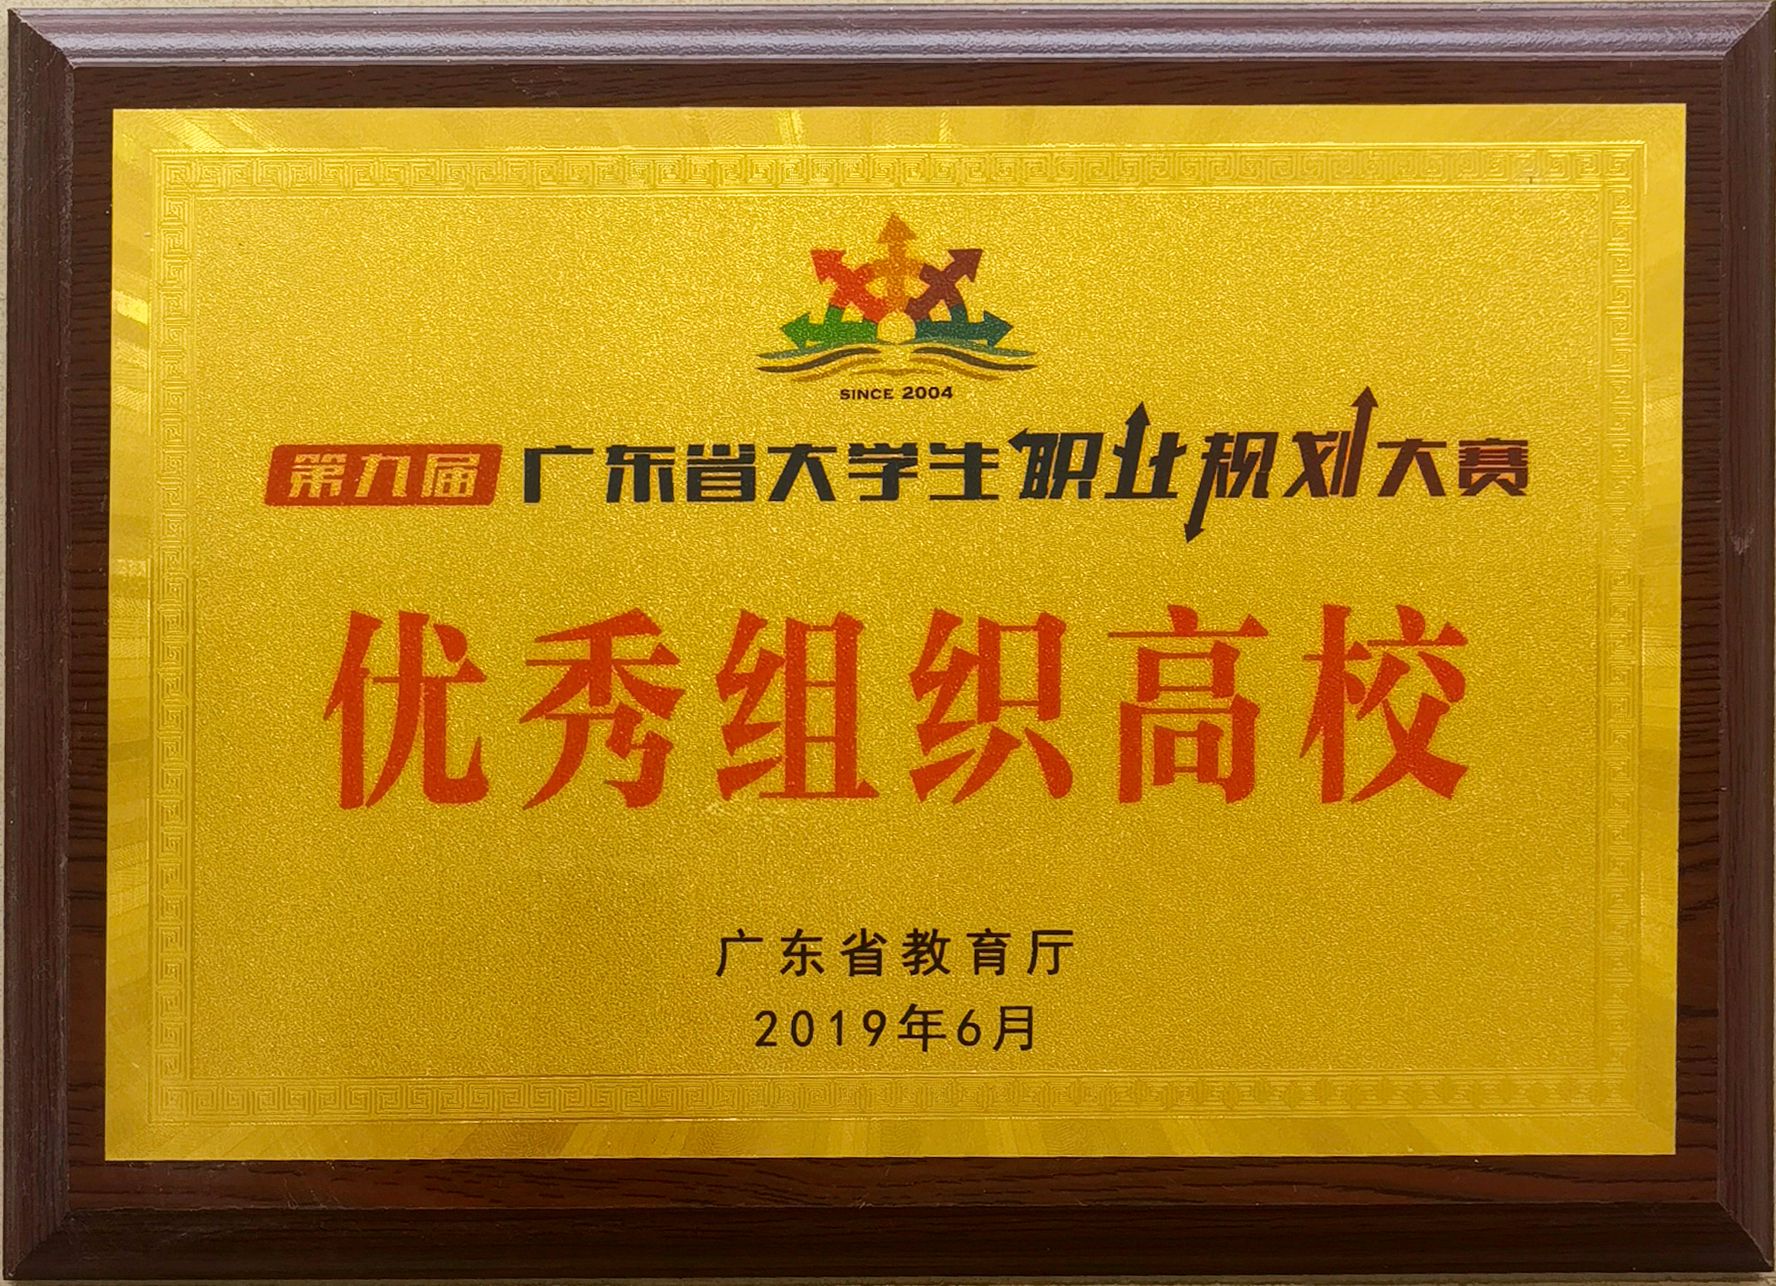 SINCE 2004
第九届 广东省大学生职业规划大赛
优秀组织高校
广东省教育厅
2019年6月